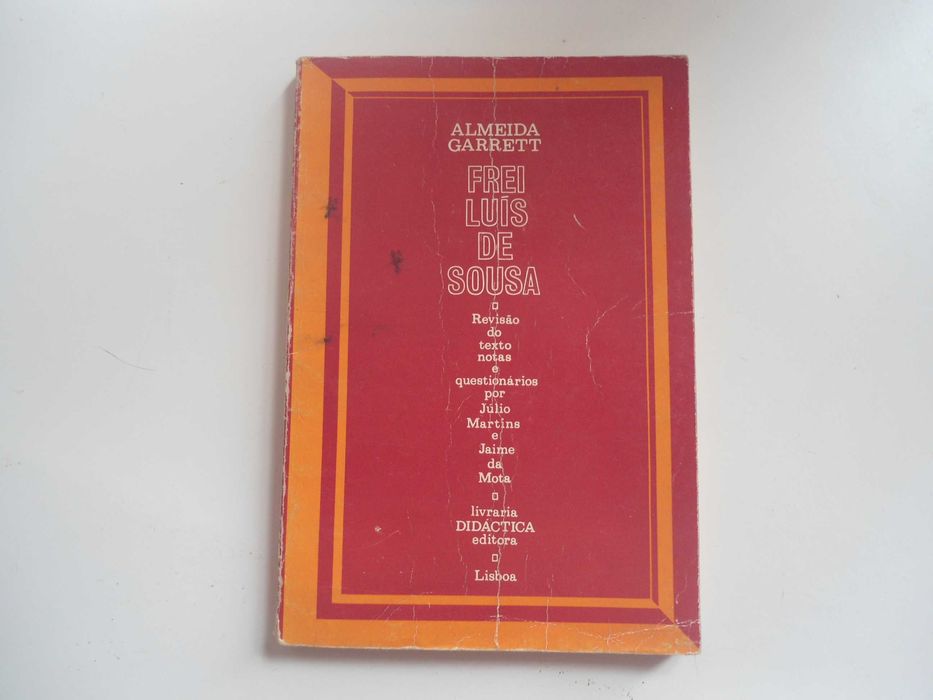 ALMEIDA
GARRETT
FREI
LUÍS
DE
SOUSA
Revisão
do
texto
notas
e
questionários
por
Júlio
Martins
e
Jaime
da
Mota
livraria
DIDÁCTICA
editora
Lisboa